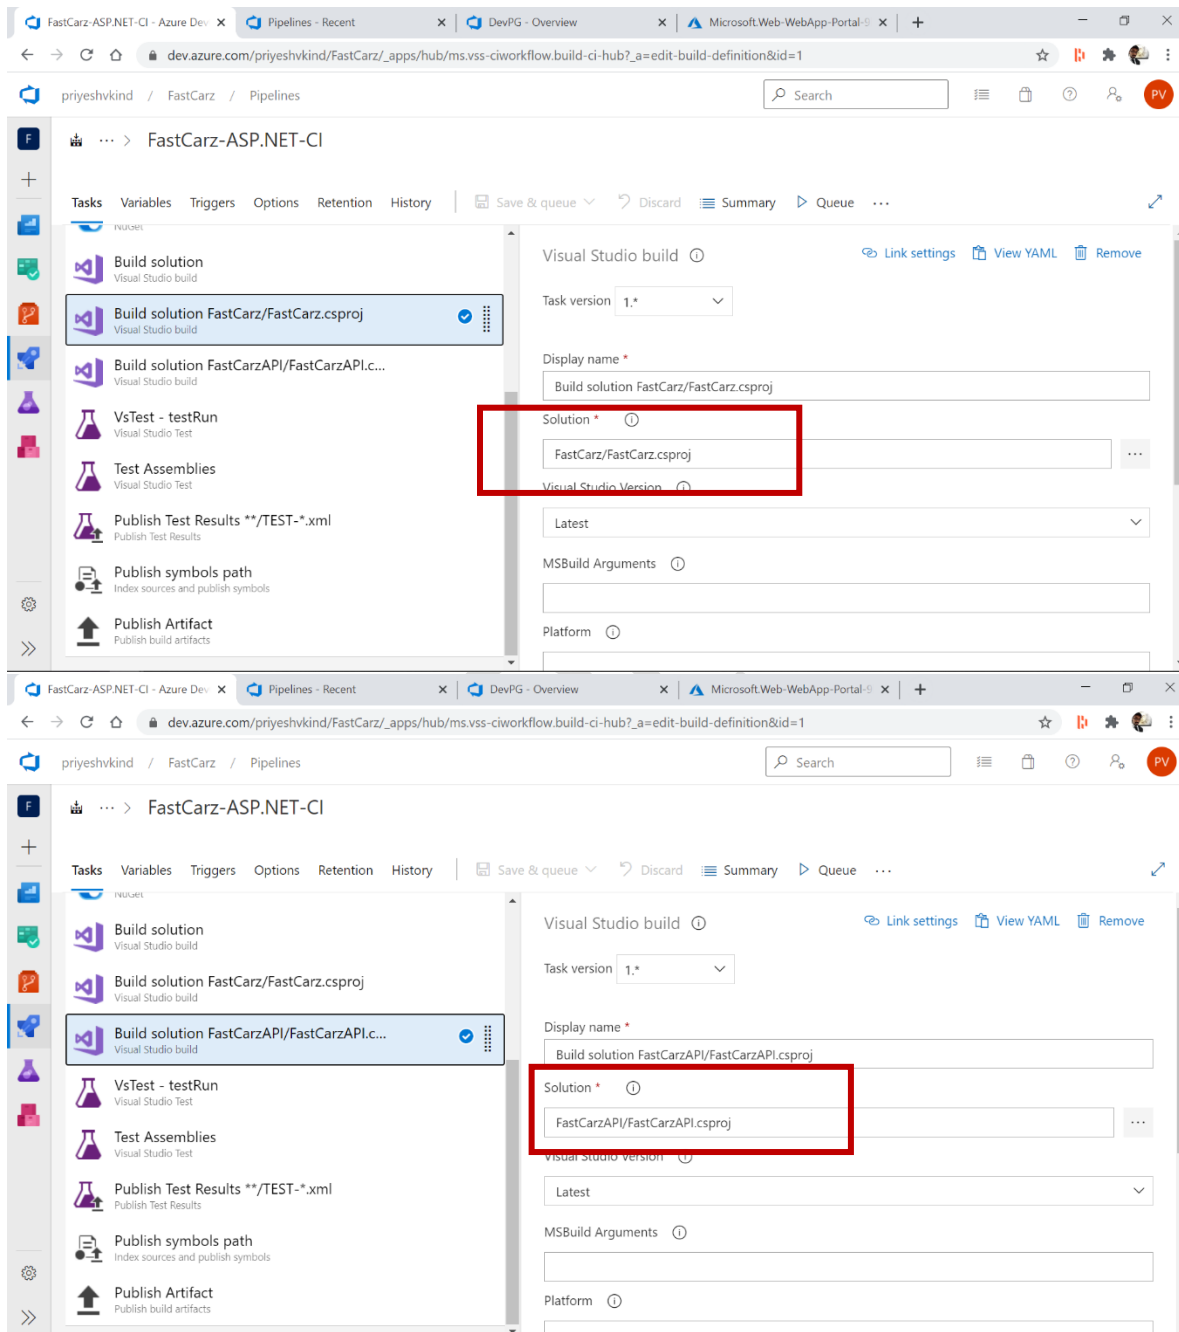 FastCarz-ASP.NET-CI - Azure Dev
Pipelines - Recent
DevPG - Overview
Microsoft.Web-WebApp-Portal-9
dev.azure.com/priyeshvkind/FastCarz/_apps/hub/ms.vss-ciworkflow.build-ci-hub?_a=edit-build-definition&id=1
priyeshvkind / FastCarz / Pipelines
Search
PV
F
··· > FastCarz-ASP.NET-CI
Tasks Variables Triggers Options Retention History Save & queue Discard Summary Queue ···
NuGet
Build solution
Visual Studio build
Build solution FastCarz/FastCarz.csproj
Visual Studio build
Build solution FastCarzAPI/FastCarzAPI.c...
Visual Studio build
VsTest - testRun
Visual Studio Test
Test Assemblies
Visual Studio Test
Publish Test Results **/TEST-*.xml
Publish Test Results
Publish symbols path
Index sources and publish symbols
Publish Artifact
Publish build artifacts
Visual Studio build
Link settings View YAML Remove
Task version 1.*
Display name *
Build solution FastCarz/FastCarz.csproj
Solution *
FastCarz/FastCarz.csproj
···
Visual Studio Version
Latest
MSBuild Arguments
Platform
FastCarz-ASP.NET-CI - Azure Dev
Pipelines - Recent
DevPG - Overview
Microsoft.Web-WebApp-Portal-9
dev.azure.com/priyeshvkind/FastCarz/_apps/hub/ms.vss-ciworkflow.build-ci-hub?_a=edit-build-definition&id=1
priyeshvkind / FastCarz / Pipelines
Search
PV
F
··· > FastCarz-ASP.NET-CI
Tasks Variables Triggers Options Retention History Save & queue Discard Summary Queue ···
NuGet
Build solution
Visual Studio build
Build solution FastCarz/FastCarz.csproj
Visual Studio build
Build solution FastCarzAPI/FastCarzAPI.c...
Visual Studio build
VsTest - testRun
Visual Studio Test
Test Assemblies
Visual Studio Test
Publish Test Results **/TEST-*.xml
Publish Test Results
Publish symbols path
Index sources and publish symbols
Publish Artifact
Publish build artifacts
Visual Studio build
Link settings View YAML Remove
Task version 1.*
Display name *
Build solution FastCarzAPI/FastCarzAPI.csproj
Solution *
FastCarzAPI/FastCarzAPI.csproj
···
Visual Studio Version
Latest
MSBuild Arguments
Platform